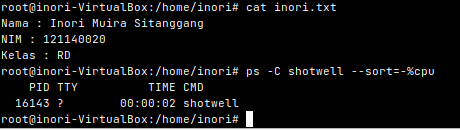 root@inori-VirtualBox:/home/inori# cat inori.txt
Nama : Inori Muira Sitanggang
NIM : 121140020
Kelas : RD
root@inori-VirtualBox:/home/inori# ps -C shotwell --sort=-%cpu
PID TTY TIME CMD
16143 ? 00:00:02 shotwell
root@inori-VirtualBox:/home/inori#